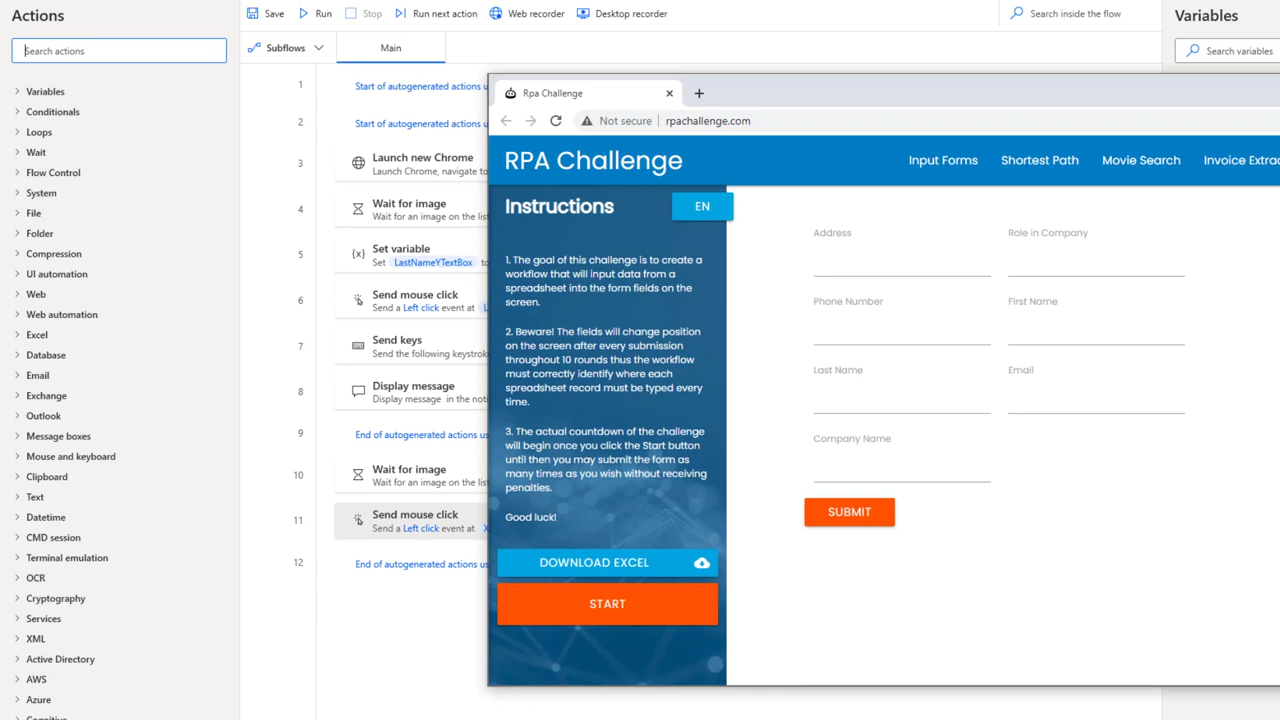 Actions
Search actions
Variables
Conditionals
Loops
Wait
Flow Control
System
File
Folder
Compression
UI automation
Web
Web automation
Excel
Database
Email
Exchange
Outlook
Message boxes
Mouse and keyboard
Clipboard
Text
Datetime
CMD session
Terminal emulation
OCR
Cryptography
Services
XML
Active Directory
AWS
Azure
Cognitive
Save Run Stop Run next action Web recorder Desktop recorder Search inside the flow
Subflows Main
1 Start of autogenerated actions u
2 Start of autogenerated actions u
3 Launch new Chrome
Launch Chrome, navigate to
4 Wait for image
Wait for an image on the lis
5 Set variable
Set LastNameYTextBox to
6 Send mouse click
Send a Left click event at L
7 Send keys
Send the following keystrok
8 Display message
Display message in the noti
9 End of autogenerated actions us
10 Wait for image
Wait for an image on the lis
11 Send mouse click
Send a Left click event at X
12 End of autogenerated actions us
Variables
Search variables
Rpa Challenge
Not secure rpachallenge.com
RPA Challenge
Input Forms Shortest Path Movie Search Invoice Extrac
Instructions
EN
1. The goal of this challenge is to create a
workflow that will input data from a
spreadsheet into the form fields on the
screen.
2. Beware! The fields will change position
on the screen after every submission
throughout 10 rounds thus the workflow
must correctly identify where each
spreadsheet record must be typed every
time.
3. The actual countdown of the challenge
will begin once you click the Start button
until then you may submit the form as
many times as you wish without receiving
penalties.
Good luck!
DOWNLOAD EXCEL
START
Address Role in Company
Phone Number First Name
Last Name Email
Company Name
SUBMIT